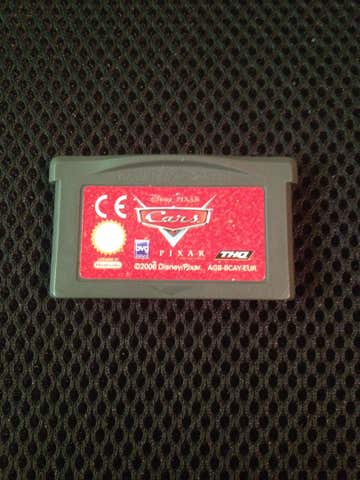 Disney PIXAR
CE
Cars
PIXAR
THQ
©2006 Disney/Pixar. AGB-BCAY-EUR